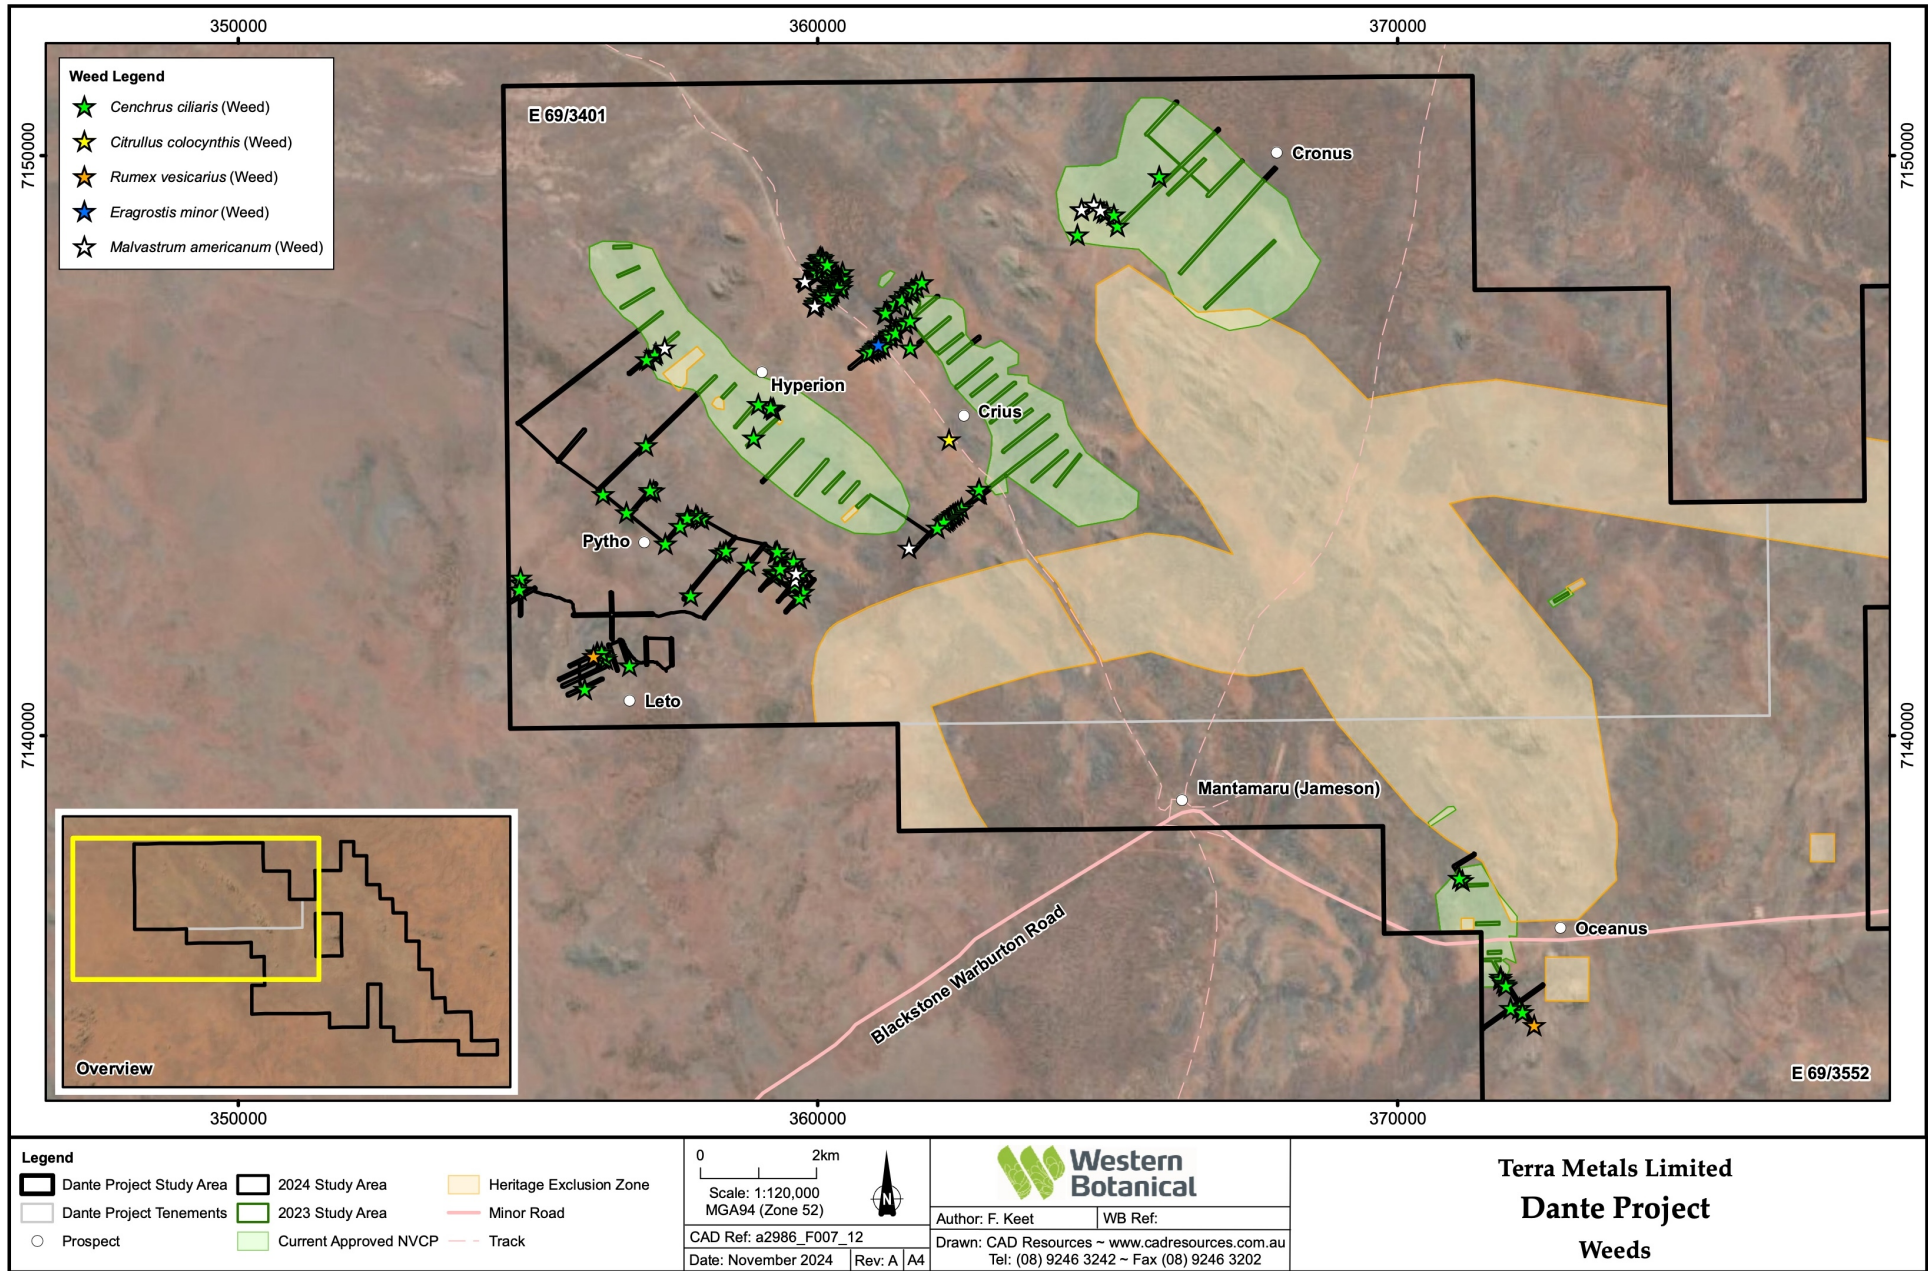 350000
360000
370000
7150000
7150000
7140000
7140000
Weed Legend
Cenchrus ciliaris (Weed)
Citrullus colocynthis (Weed)
Rumex vesicarius (Weed)
Eragrostis minor (Weed)
Malvastrum americanum (Weed)
E 69/3401
Cronus
Hyperion
Crius
Pytho
Leto
Mantamaru (Jameson)
Oceanus
Blackstone Warburton Road
E 69/3552
Overview
350000
360000
370000
Legend
Dante Project Study Area
2024 Study Area
Heritage Exclusion Zone
Dante Project Tenements
2023 Study Area
Minor Road
Prospect
Current Approved NVCP
Track
0 2km
Scale: 1:120,000
MGA94 (Zone 52)
N
CAD Ref: a2986_F007_12
Date: November 2024
Rev: A
A4
Western
Botanical
Author: F. Keet
WB Ref:
Drawn: CAD Resources ~ www.cadresources.com.au
Tel: (08) 9246 3242 ~ Fax (08) 9246 3202
Terra Metals Limited
Dante Project
Weeds